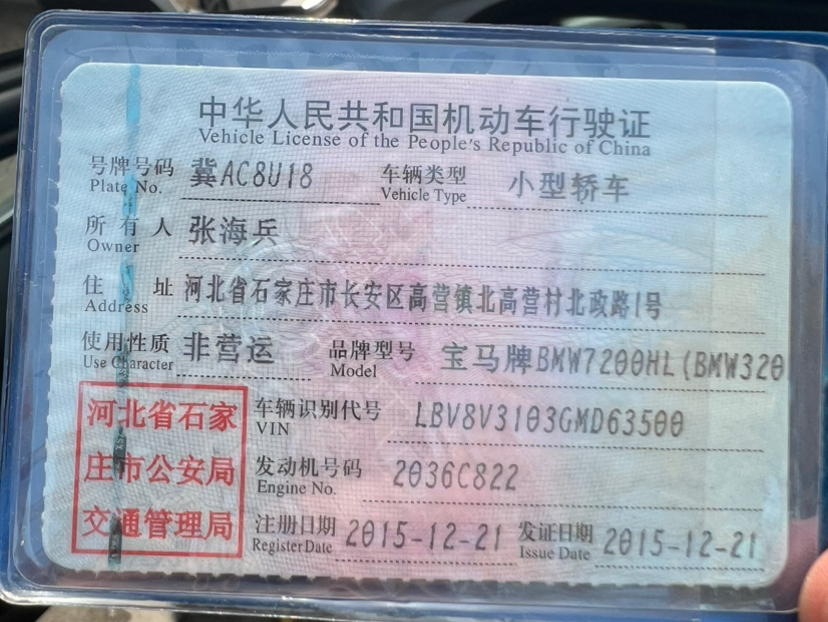 中华人民共和国机动车行驶证
Vehicle License of the People's Republic of China
号牌号码 冀AC8U18 车辆类型 小型轿车
Plate No. Vehicle Type
所有人 张海兵
Owner
住址 河北省石家庄市长安区高营镇北高营村北政路1号
Address
使用性质 非营运 品牌型号 宝马牌BMW7200HL(BMW320
Use Character Model
河北省石家
庄市公安局
交通管理局
车辆识别代号 LBV8V3103GMD63500
VIN
发动机号码 2036C822
Engine No.
注册日期 2015-12-21 发证日期 2015-12-21
Register Date Issue Date